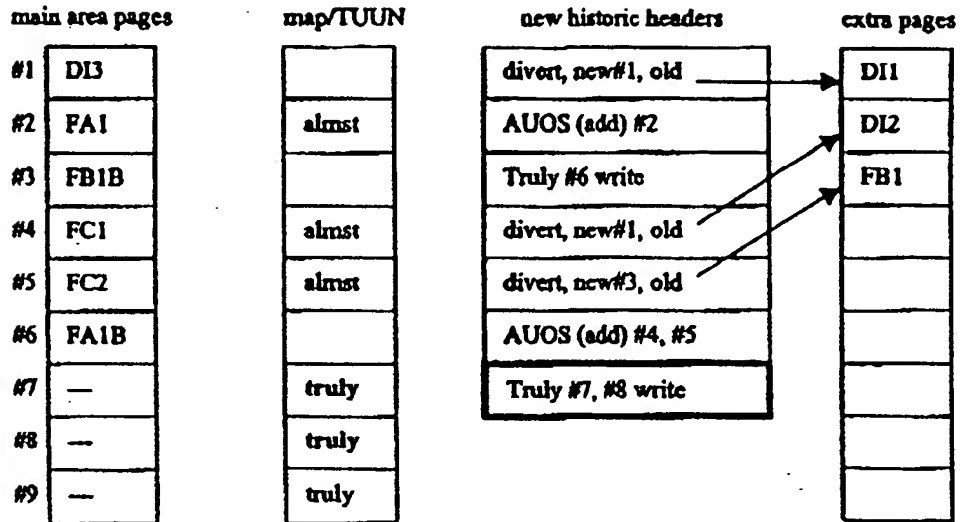 main area pages map/TUUN new historic headers extra pages
#1 DI3 divert, new#1, old DI1
#2 FA1 almst AUOS (add) #2 DI2
#3 FB1B Truly #6 write FB1
#4 FC1 almst divert, new#1, old
#5 FC2 almst divert, new#3, old
#6 FA1B AUOS (add) #4, #5
#7 — truly Truly #7, #8 write
#8 — truly
#9 — truly